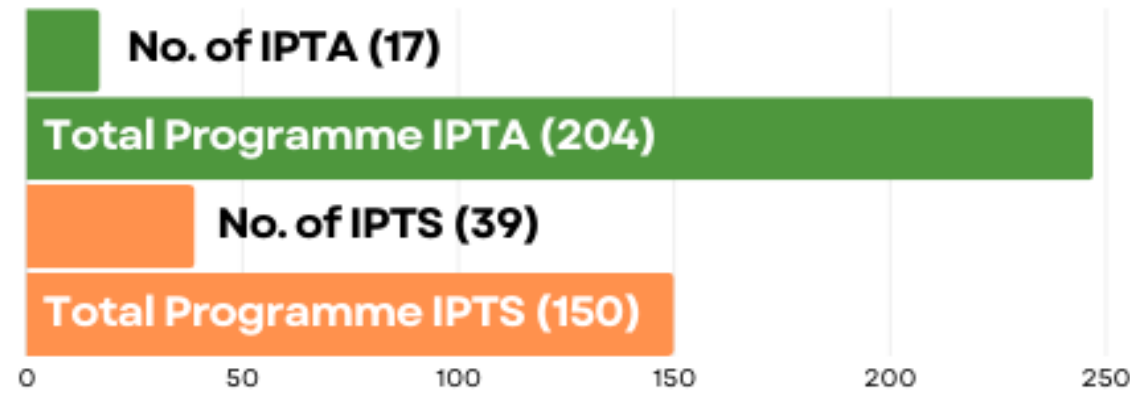 No. of IPTA (17)
Total Programme IPTA (204)
No. of IPTS (39)
Total Programme IPTS (150)
0 50 100 150 200 250